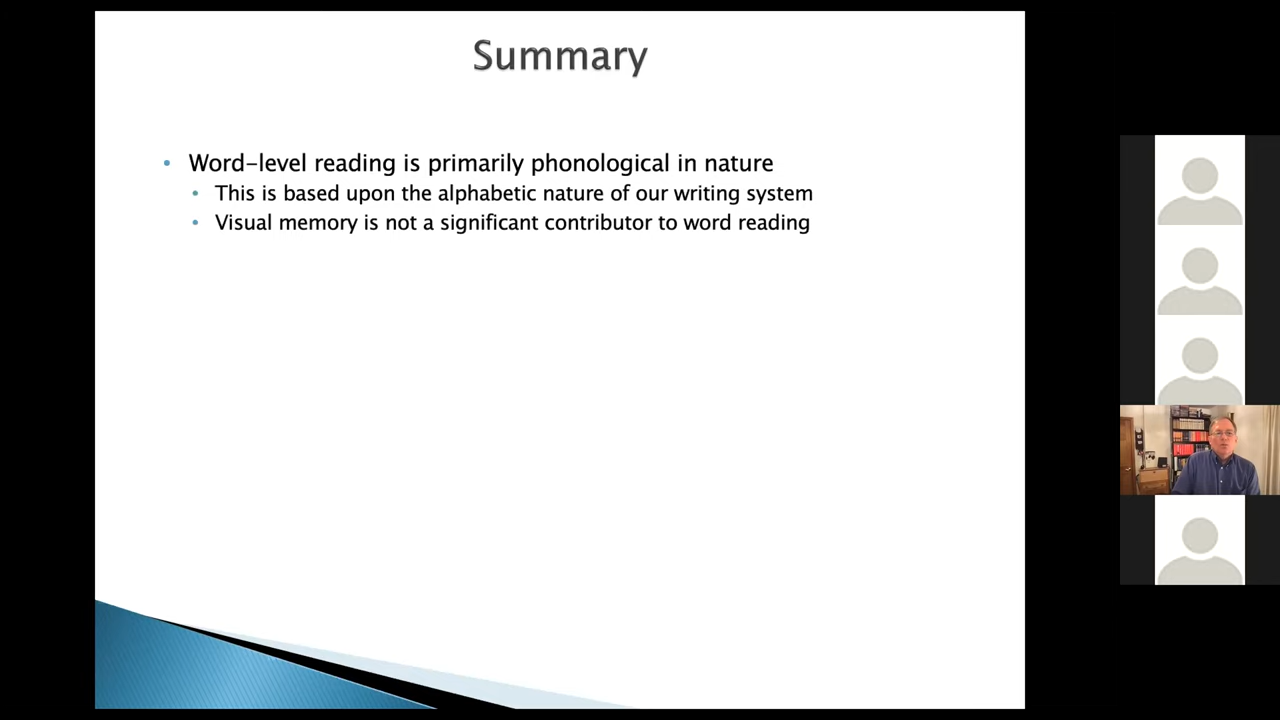 Summary
• Word-level reading is primarily phonological in nature
• This is based upon the alphabetic nature of our writing system
• Visual memory is not a significant contributor to word reading